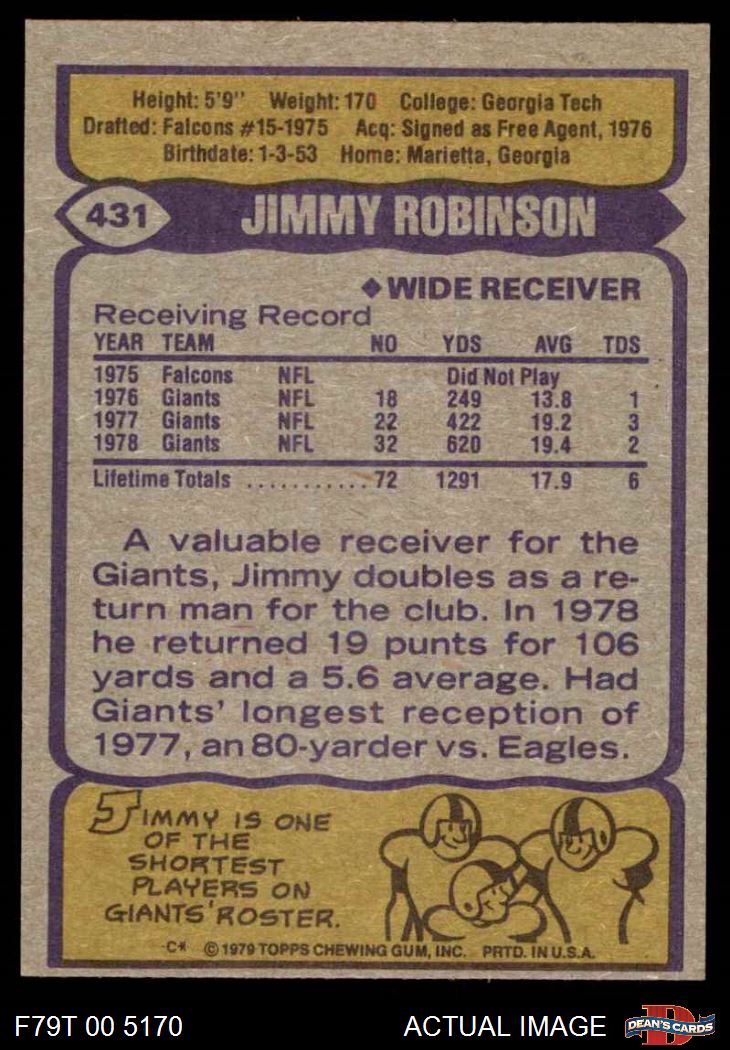 Height: 5'9" Weight: 170 College: Georgia Tech
Drafted: Falcons #15-1975 Acq: Signed as Free Agent, 1976
Birthdate: 1-3-53 Home: Marietta, Georgia
431 JIMMY ROBINSON
◆WIDE RECEIVER
Receiving Record
YEAR TEAM NO YDS AVG TDS
1975 Falcons NFL Did Not Play
1976 Giants NFL 18 249 13.8 1
1977 Giants NFL 22 422 19.2 3
1978 Giants NFL 32 620 19.4 2
Lifetime Totals ........... 72 1291 17.9 6
A valuable receiver for the
Giants, Jimmy doubles as a re-
turn man for the club. In 1978
he returned 19 punts for 106
yards and a 5.6 average. Had
Giants' longest reception of
1977, an 80-yarder vs. Eagles.
JIMMY IS ONE
OF THE
SHORTEST
PLAYERS ON
GIANTS' ROSTER.
C* © 1979 TOPPS CHEWING GUM, INC. PRTD. IN U.S.A.
F79T 00 5170 ACTUAL IMAGE D DEAN'S CARDS